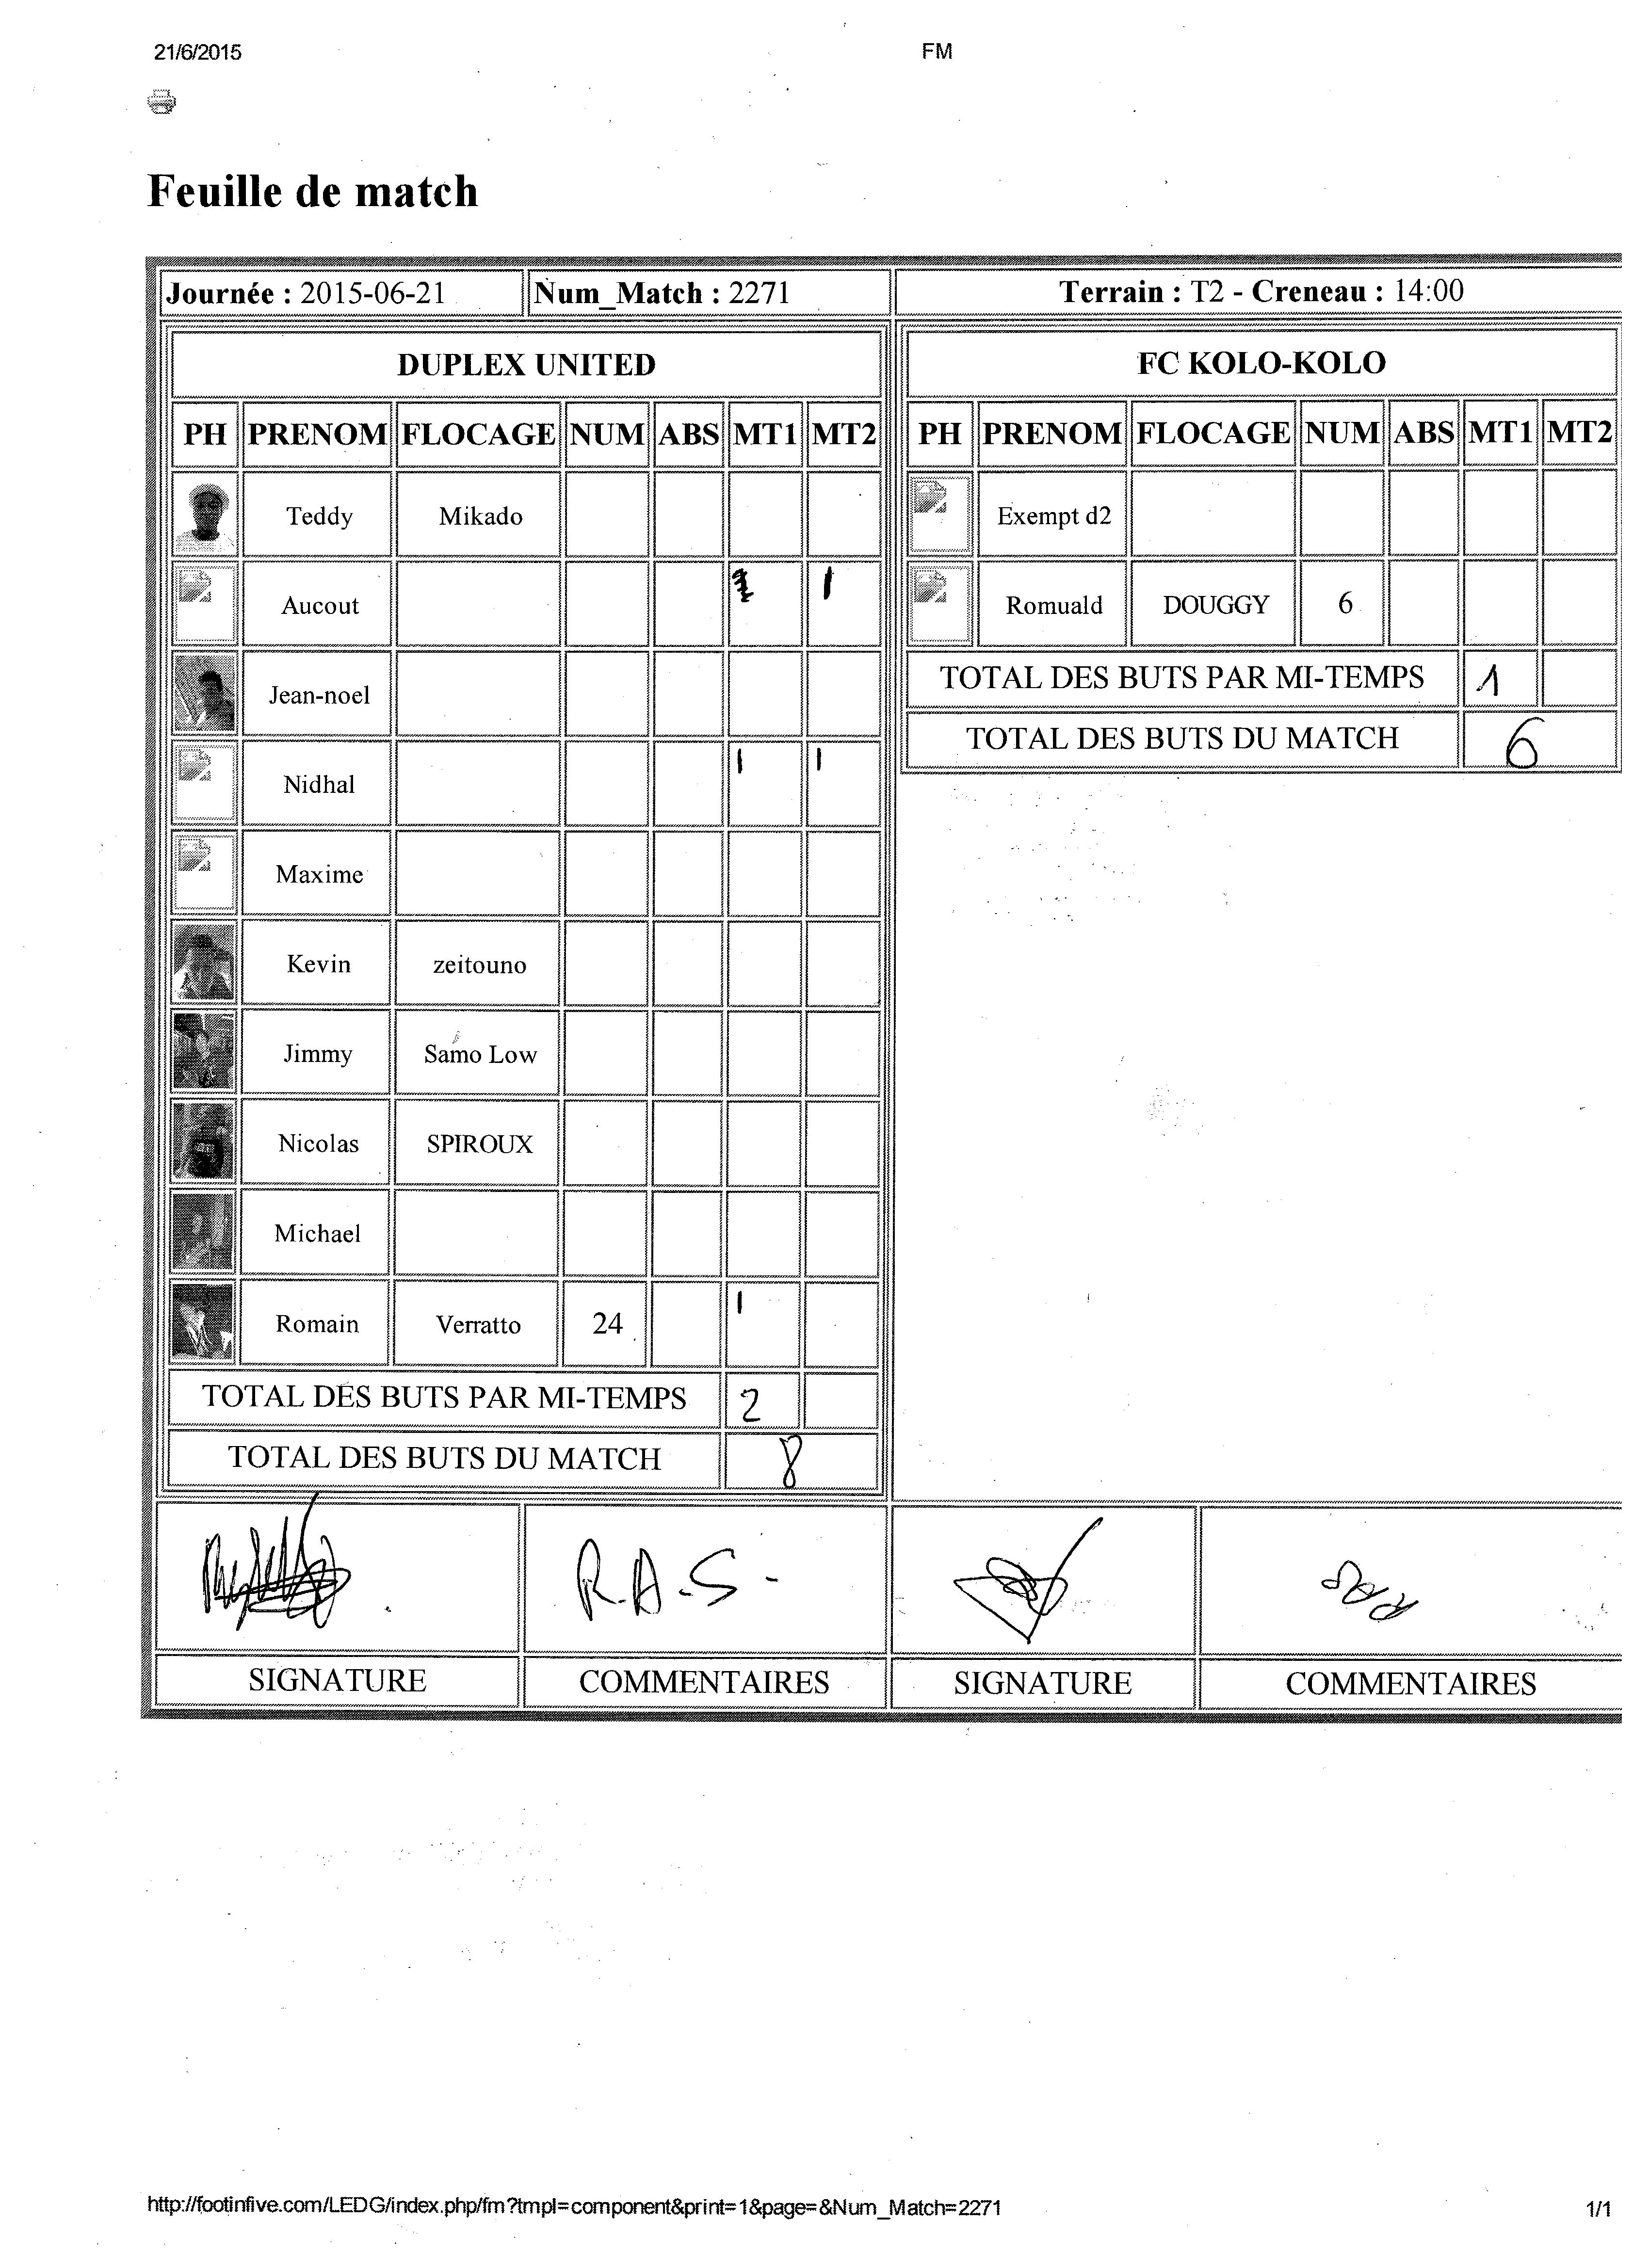 21/6/2015 FM
Feuille de match
Journée : 2015-06-21 Num_Match : 2271 Terrain : T2 - Creneau : 14:00
DUPLEX UNITED FC KOLO-KOLO
PH PRENOM FLOCAGE NUM ABS MT1 MT2 PH PRENOM FLOCAGE NUM ABS MT1 MT2
Teddy Mikado Exempt d2
Aucout 1 Romuald DOUGGY 6
Jean-noel TOTAL DES BUTS PAR MI-TEMPS 1
TOTAL DES BUTS DU MATCH 6
Nidhal 1 1
Maxime
Kevin zeitouno
Jimmy Samo Low
Nicolas SPIROUX
Michael
Romain Verratto 24 1
TOTAL DES BUTS PAR MI-TEMPS 2
TOTAL DES BUTS DU MATCH 8
R.A.S. RAS
SIGNATURE COMMENTAIRES SIGNATURE COMMENTAIRES
http://footinfive.com/LEDG/index.php/fm?tmpl=component&print=1&page=&Num_Match=2271 1/1